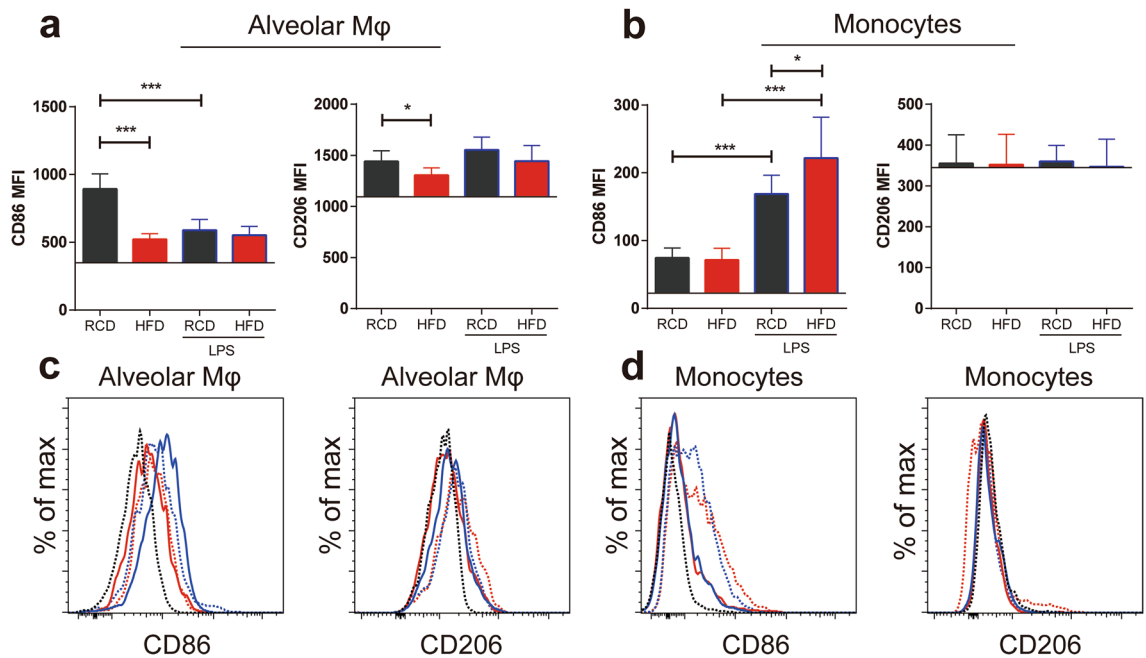 a
Alveolar Mφ
b
Monocytes
***
***
CD86 MFI
1500
1000
500
0
RCD
HFD
RCD
HFD
LPS
*
CD206 MFI
2000
1500
1000
500
0
RCD
HFD
RCD
HFD
LPS
*
***
***
CD86 MFI
300
200
100
0
RCD
HFD
RCD
HFD
LPS
CD206 MFI
500
400
300
200
100
0
RCD
HFD
RCD
HFD
LPS
c
Alveolar Mφ
% of max
CD86
Alveolar Mφ
% of max
CD206
d
Monocytes
% of max
CD86
Monocytes
% of max
CD206